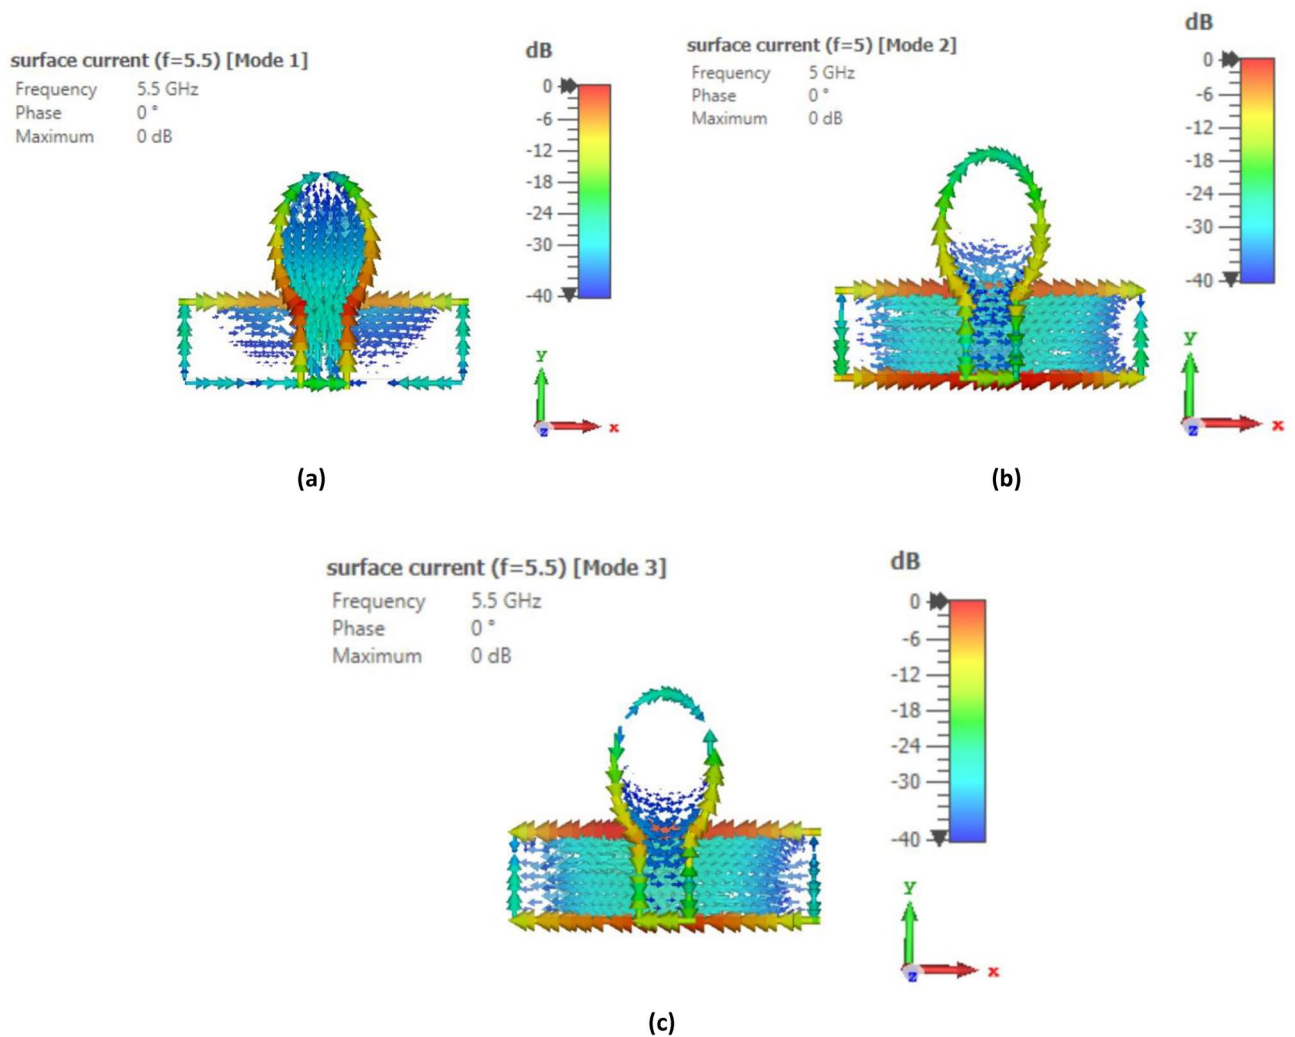 surface current (f=5.5) [Mode 1]
Frequency 5.5 GHz
Phase 0 °
Maximum 0 dB
dB
0
-6
-12
-18
-24
-30
-40
y
z
x
(a)
surface current (f=5) [Mode 2]
Frequency 5 GHz
Phase 0 °
Maximum 0 dB
dB
0
-6
-12
-18
-24
-30
-40
y
z
x
(b)
surface current (f=5.5) [Mode 3]
Frequency 5.5 GHz
Phase 0 °
Maximum 0 dB
dB
0
-6
-12
-18
-24
-30
-40
y
z
x
(c)